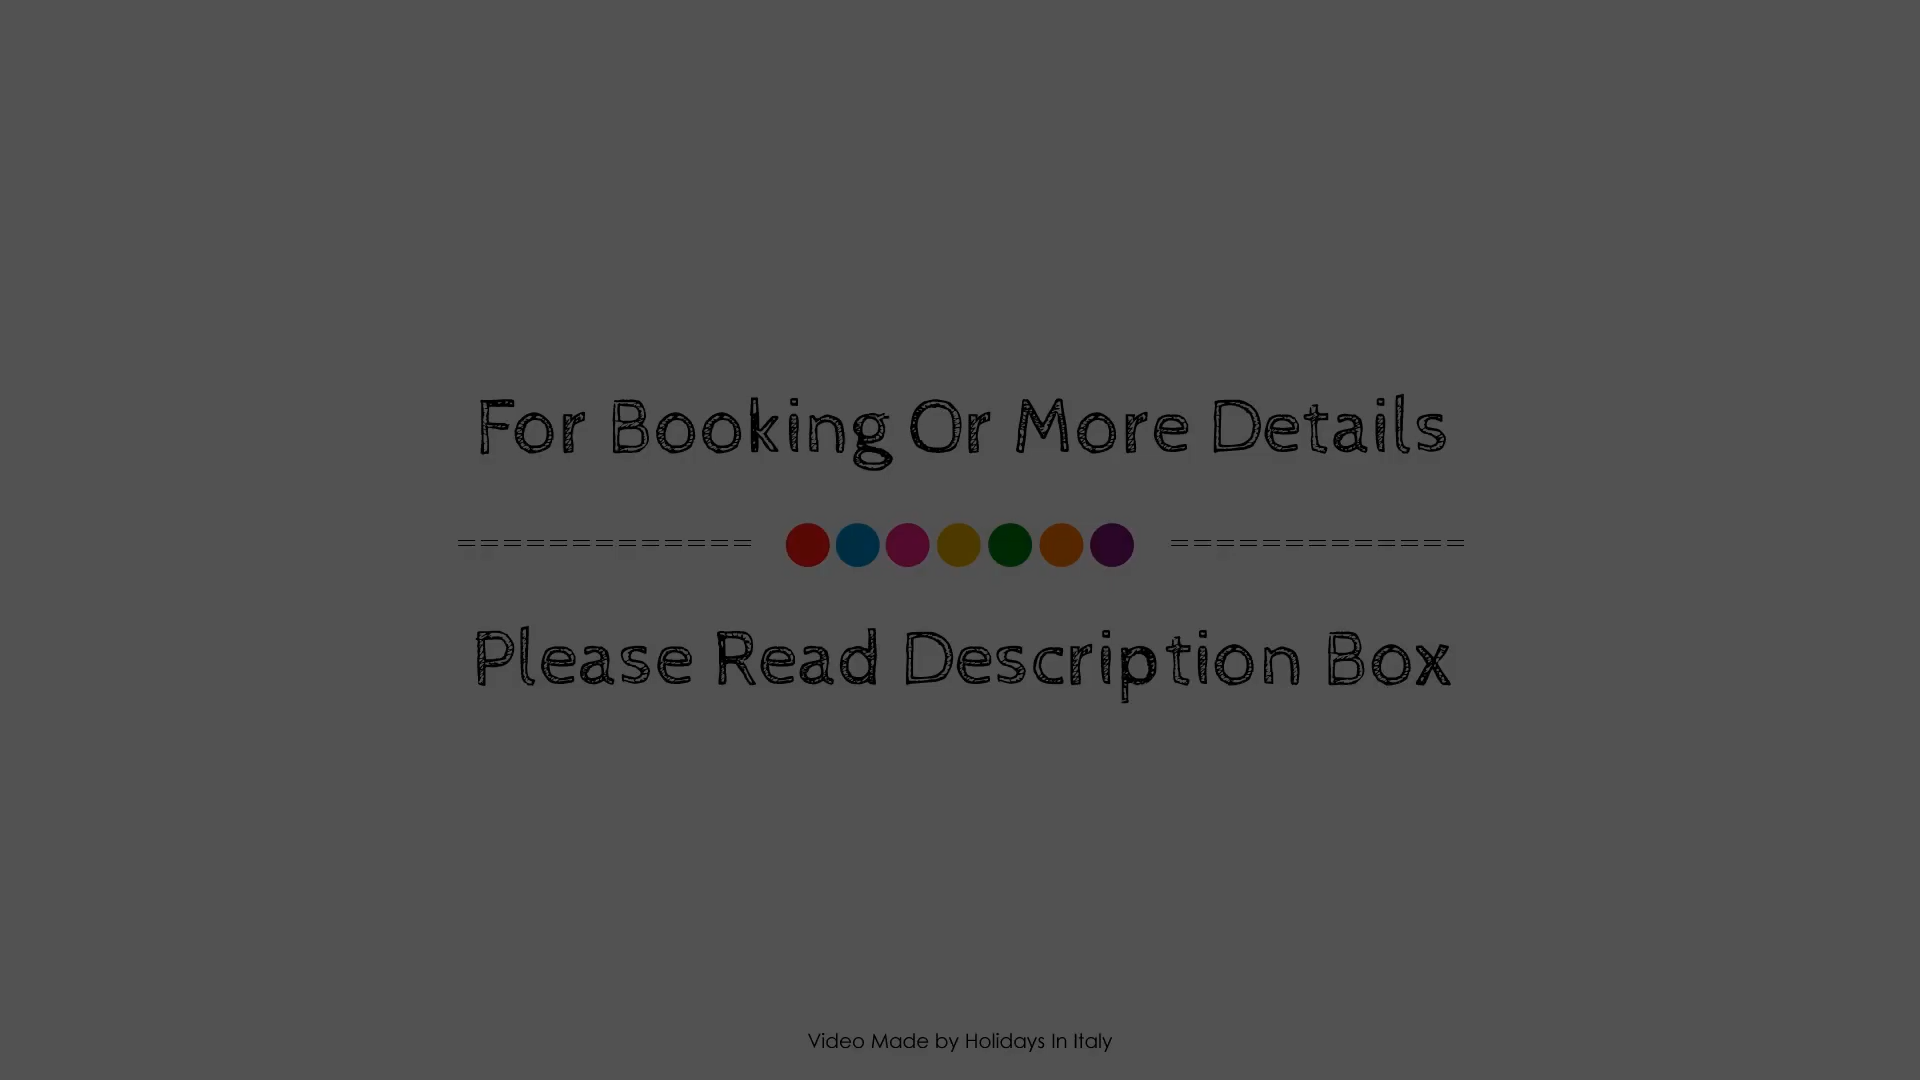 For Booking Or More Details
============= =============
Please Read Description Box
Video Made by Holidays In Italy